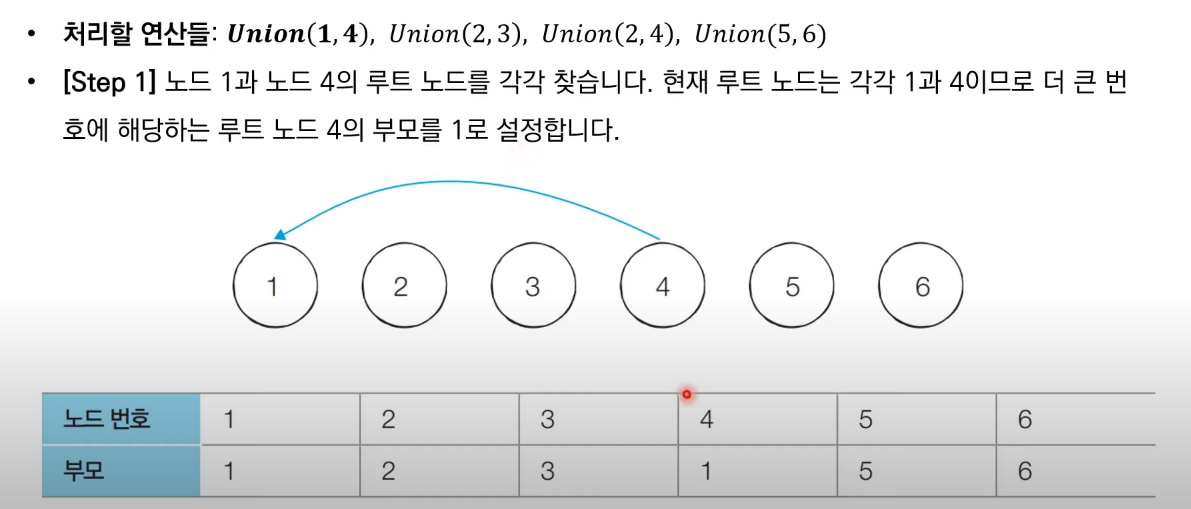 • 처리할 연산들: Union(1,4), Union(2,3), Union(2,4), Union(5,6)
• [Step 1] 노드 1과 노드 4의 루트 노드를 각각 찾습니다. 현재 루트 노드는 각각 1과 4이므로 더 큰 번
호에 해당하는 루트 노드 4의 부모를 1로 설정합니다.
1 2 3 4 5 6
노드 번호 1 2 3 4 5 6
부모 1 2 3 1 5 6